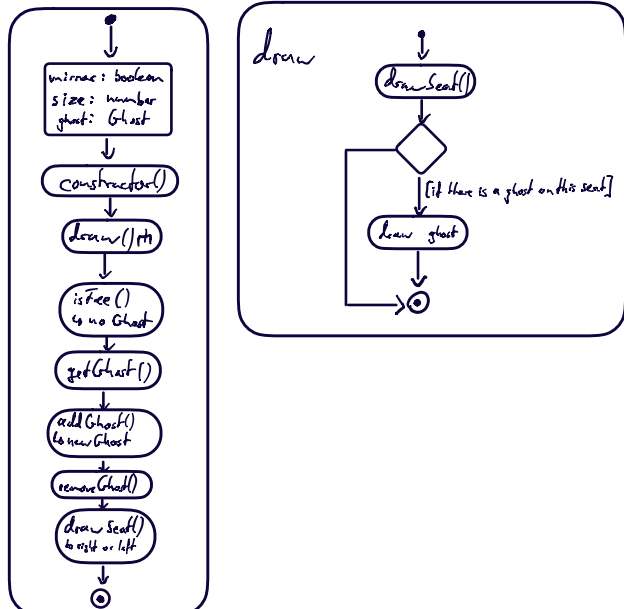 mirror: boolean
size: number
ghost: Ghost
constructor()
draw()
isFree()
↳ no Ghost
getGhost()
addGhost()
↳ new Ghost
removeGhost()
drawSeat()
↳ right or left
draw
drawSeat()
[if there is a ghost on this seat]
draw ghost